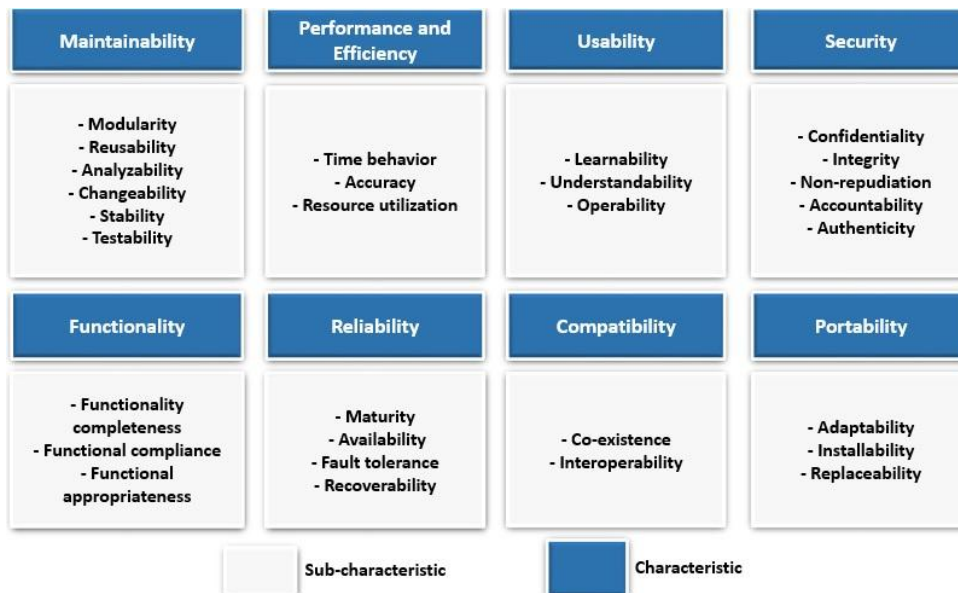 Maintainability
Performance and
Efficiency
Usability
Security
- Modularity
- Reusability
- Analyzability
- Changeability
- Stability
- Testability
- Time behavior
- Accuracy
- Resource utilization
- Learnability
- Understandability
- Operability
- Confidentiality
- Integrity
- Non-repudiation
- Accountability
- Authenticity
Functionality
Reliability
Compatibility
Portability
- Functionality
completeness
- Functional compliance
- Functional
appropriateness
- Maturity
- Availability
- Fault tolerance
- Recoverability
- Co-existence
- Interoperability
- Adaptability
- Installability
- Replaceability
Sub-characteristic
Characteristic